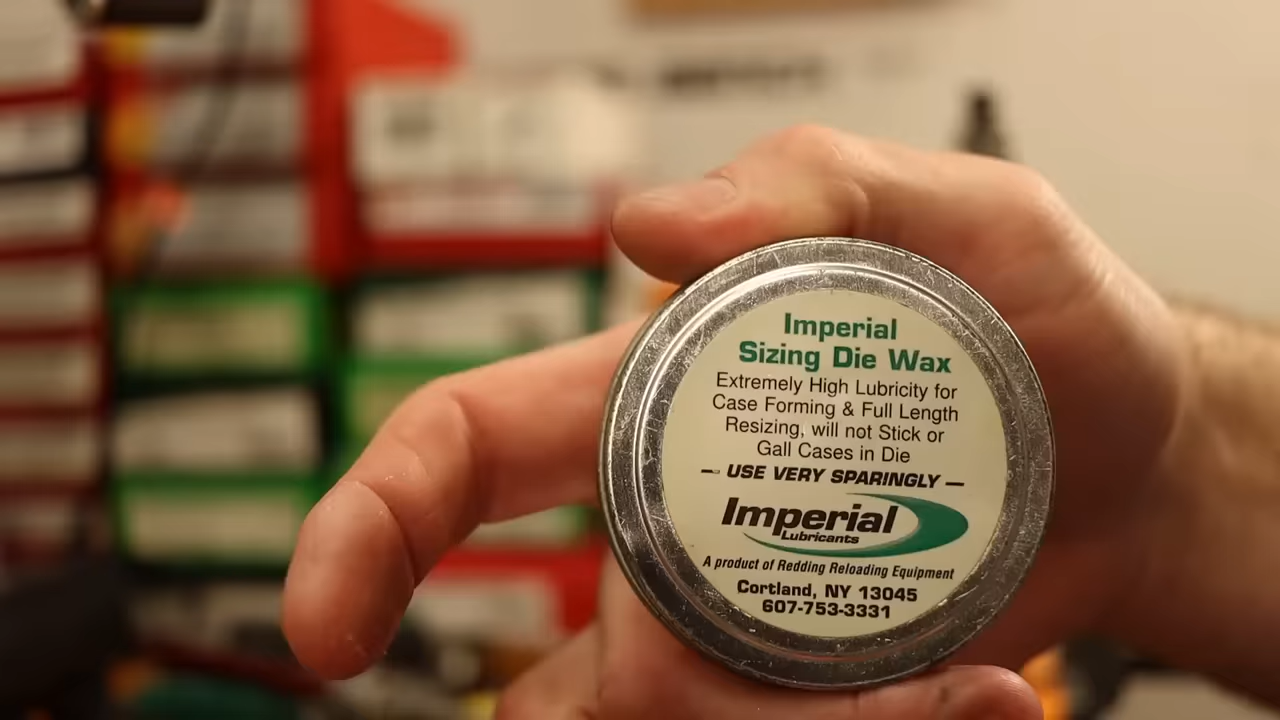 Imperial
Sizing Die Wax
Extremely High Lubricity for
Case Forming & Full Length
Resizing, will not Stick or
Gall Cases in Die
— USE VERY SPARINGLY —
Imperial
Lubricants
A product of Redding Reloading Equipment
Cortland, NY 13045
607-753-3331